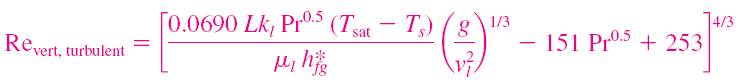 Re_vert, turbulent = [ (0.0690 Lk_l Pr^0.5 (T_sat − T_s)) / (μ_l h*_fg) (g / ν_l^2)^1/3 − 151 Pr^0.5 + 253 ]^4/3